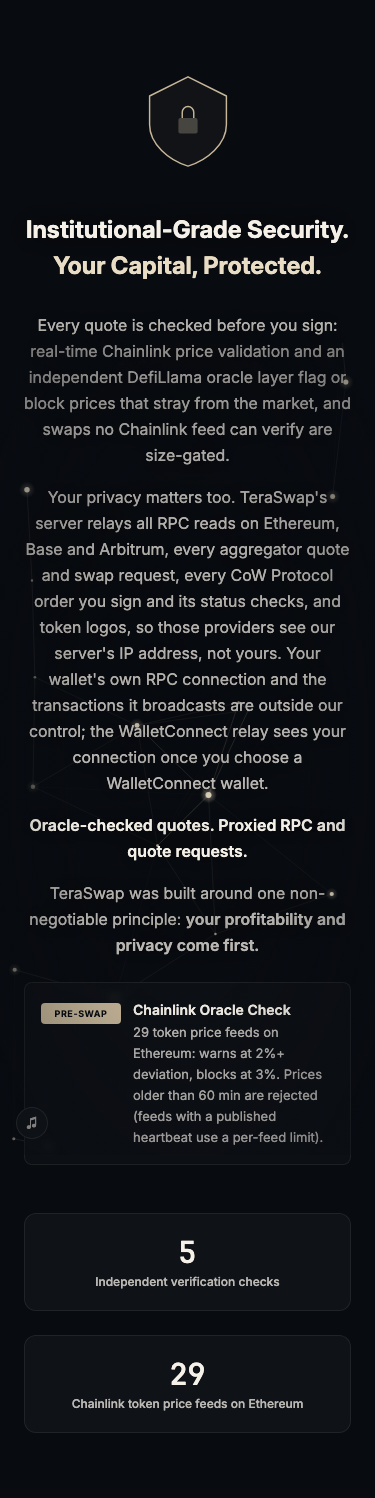 Institutional-Grade Security.
Your Capital, Protected.
Every quote is checked before you sign:
real-time Chainlink price validation and an
independent DefiLlama oracle layer flag or
block prices that stray from the market, and
swaps no Chainlink feed can verify are
size-gated.
Your privacy matters too. TeraSwap's
server relays all RPC reads on Ethereum,
Base and Arbitrum, every aggregator quote
and swap request, every CoW Protocol
order you sign and its status checks, and
token logos, so those providers see our
server's IP address, not yours. Your
wallet's own RPC connection and the
transactions it broadcasts are outside our
control; the WalletConnect relay sees your
connection once you choose a
WalletConnect wallet.
Oracle-checked quotes. Proxied RPC and
quote requests.
TeraSwap was built around one non-
negotiable principle: your profitability and
privacy come first.
PRE-SWAP
Chainlink Oracle Check
29 token price feeds on
Ethereum: warns at 2%+
deviation, blocks at 3%. Prices
older than 60 min are rejected
(feeds with a published
heartbeat use a per-feed limit).
5
Independent verification checks
29
Chainlink token price feeds on Ethereum